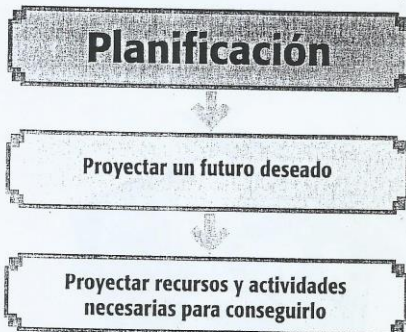 Planificación
Proyectar un futuro deseado
Proyectar recursos y actividades
necesarias para conseguirlo